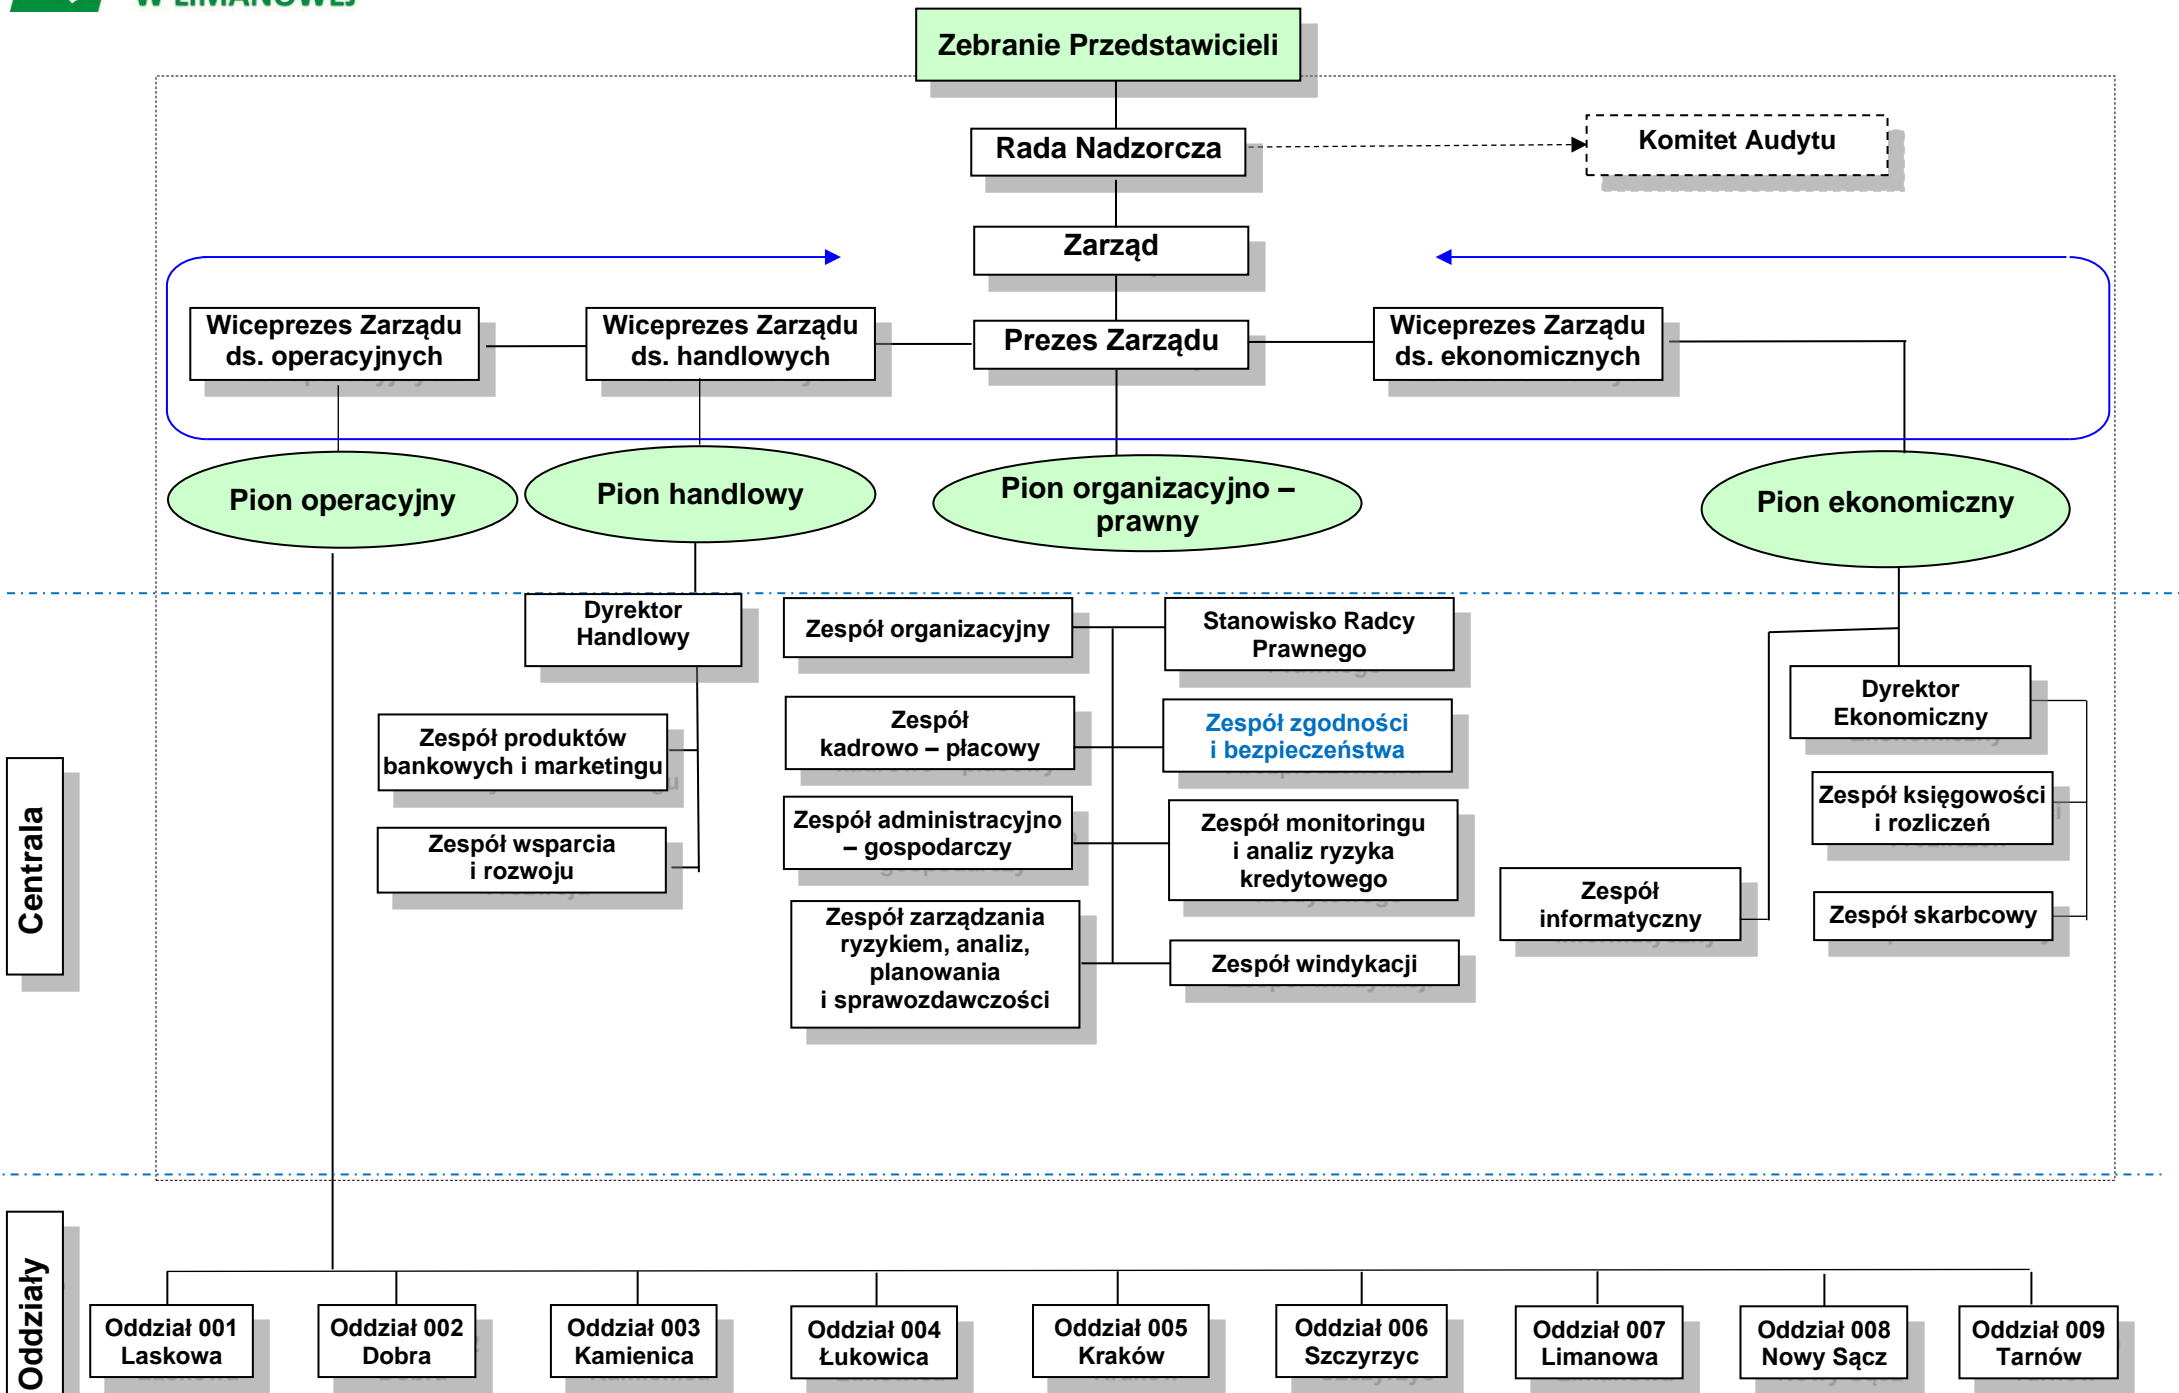 W LIMANOWEJ
Zebranie Przedstawicieli
Rada Nadzorcza
Komitet Audytu
Zarząd
Wiceprezes Zarządu
ds. operacyjnych
Wiceprezes Zarządu
ds. handlowych
Prezes Zarządu
Wiceprezes Zarządu
ds. ekonomicznych
Pion operacyjny
Pion handlowy
Pion organizacyjno –
prawny
Pion ekonomiczny
Centrala
Dyrektor
Handlowy
Zespół produktów
bankowych i marketingu
Zespół wsparcia
i rozwoju
Zespół organizacyjny
Stanowisko Radcy
Prawnego
Zespół
kadrowo – płacowy
Zespół zgodności
i bezpieczeństwa
Zespół administracyjno
– gospodarczy
Zespół monitoringu
i analiz ryzyka
kredytowego
Zespół zarządzania
ryzykiem, analiz,
planowania
i sprawozdawczości
Zespół windykacji
Dyrektor
Ekonomiczny
Zespół księgowości
i rozliczeń
Zespół
informatyczny
Zespół skarbcowy
Oddziały
Oddział 001
Laskowa
Oddział 002
Dobra
Oddział 003
Kamienica
Oddział 004
Łukowica
Oddział 005
Kraków
Oddział 006
Szczyrzyc
Oddział 007
Limanowa
Oddział 008
Nowy Sącz
Oddział 009
Tarnów